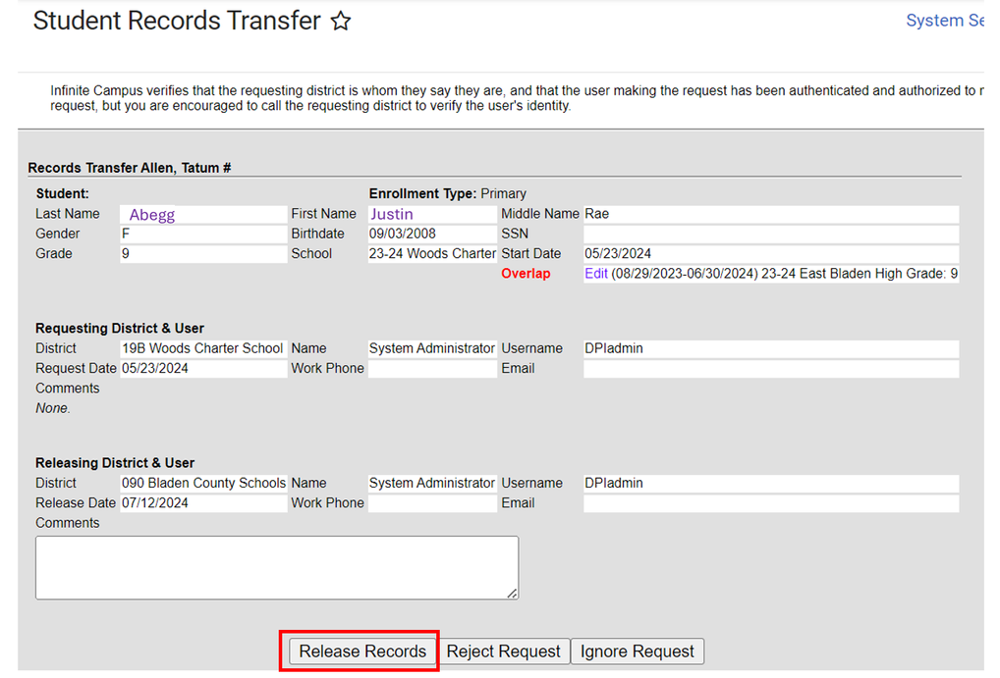 Student Records Transfer
System Se
Infinite Campus verifies that the requesting district is whom they say they are, and that the user making the request has been authenticated and authorized to r
request, but you are encouraged to call the requesting district to verify the user's identity.
Records Transfer Allen, Tatum #
Student: Enrollment Type: Primary
Last Name Abegg First Name Justin Middle Name Rae
Gender F Birthdate 09/03/2008 SSN
Grade 9 School 23-24 Woods Charter Start Date 05/23/2024
Overlap Edit (08/29/2023-06/30/2024) 23-24 East Bladen High Grade: 9
Requesting District & User
District 19B Woods Charter School Name System Administrator Username DPIadmin
Request Date 05/23/2024 Work Phone Email
Comments
None.
Releasing District & User
District 090 Bladen County Schools Name System Administrator Username DPIadmin
Release Date 07/12/2024 Work Phone Email
Comments
Release Records Reject Request Ignore Request